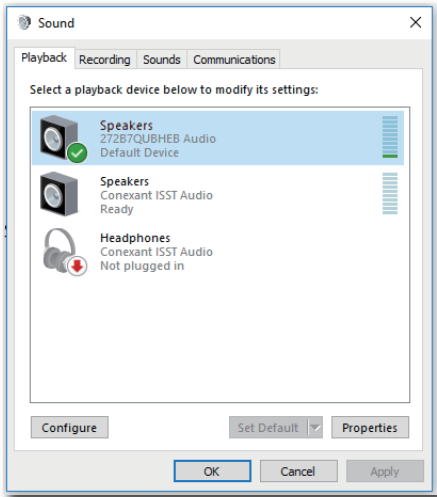 Sound
Playback Recording Sounds Communications
Select a playback device below to modify its settings:
Speakers
272B7QUBHEB Audio
Default Device
Speakers
Conexant ISST Audio
Ready
Headphones
Conexant ISST Audio
Not plugged in
Configure Set Default Properties
OK Cancel Apply